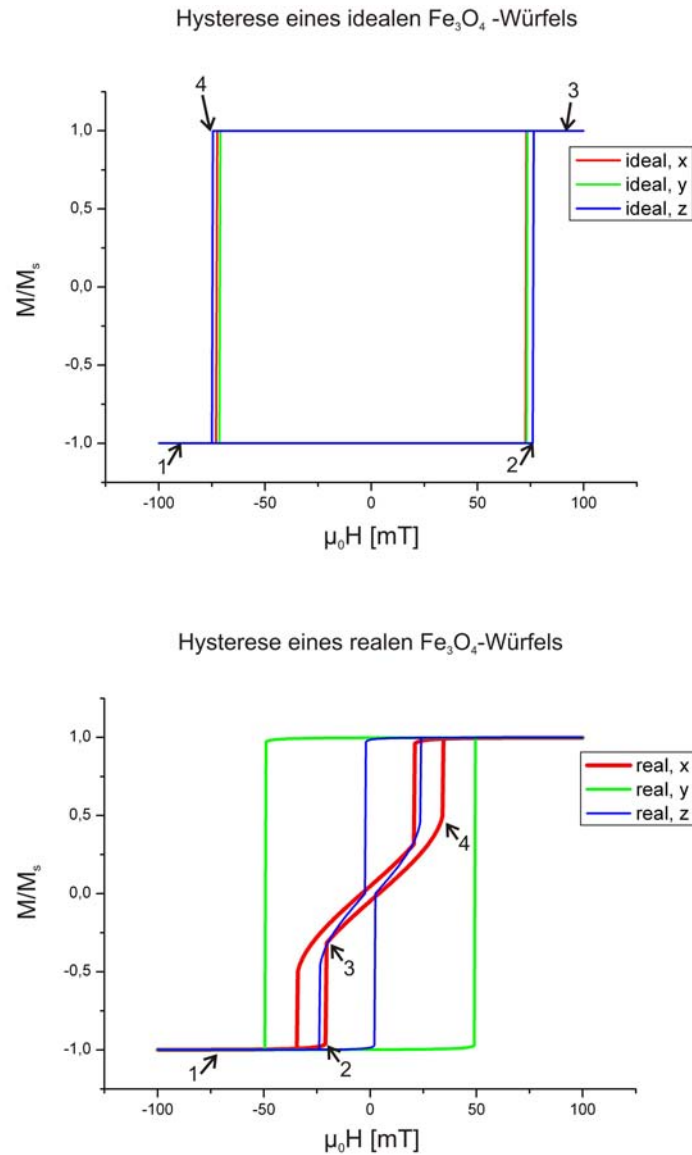 Hysterese eines idealen Fe₃O₄ -Würfels
4
3
1,0
0,5
0,0
-0,5
-1,0
M/Mₛ
ideal, x
ideal, y
ideal, z
1
2
-100
-50
0
50
100
μ₀H [mT]
Hysterese eines realen Fe₃O₄-Würfels
1,0
0,5
0,0
-0,5
-1,0
M/Mₛ
real, x
real, y
real, z
4
3
1
2
-100
-50
0
50
100
μ₀H [mT]